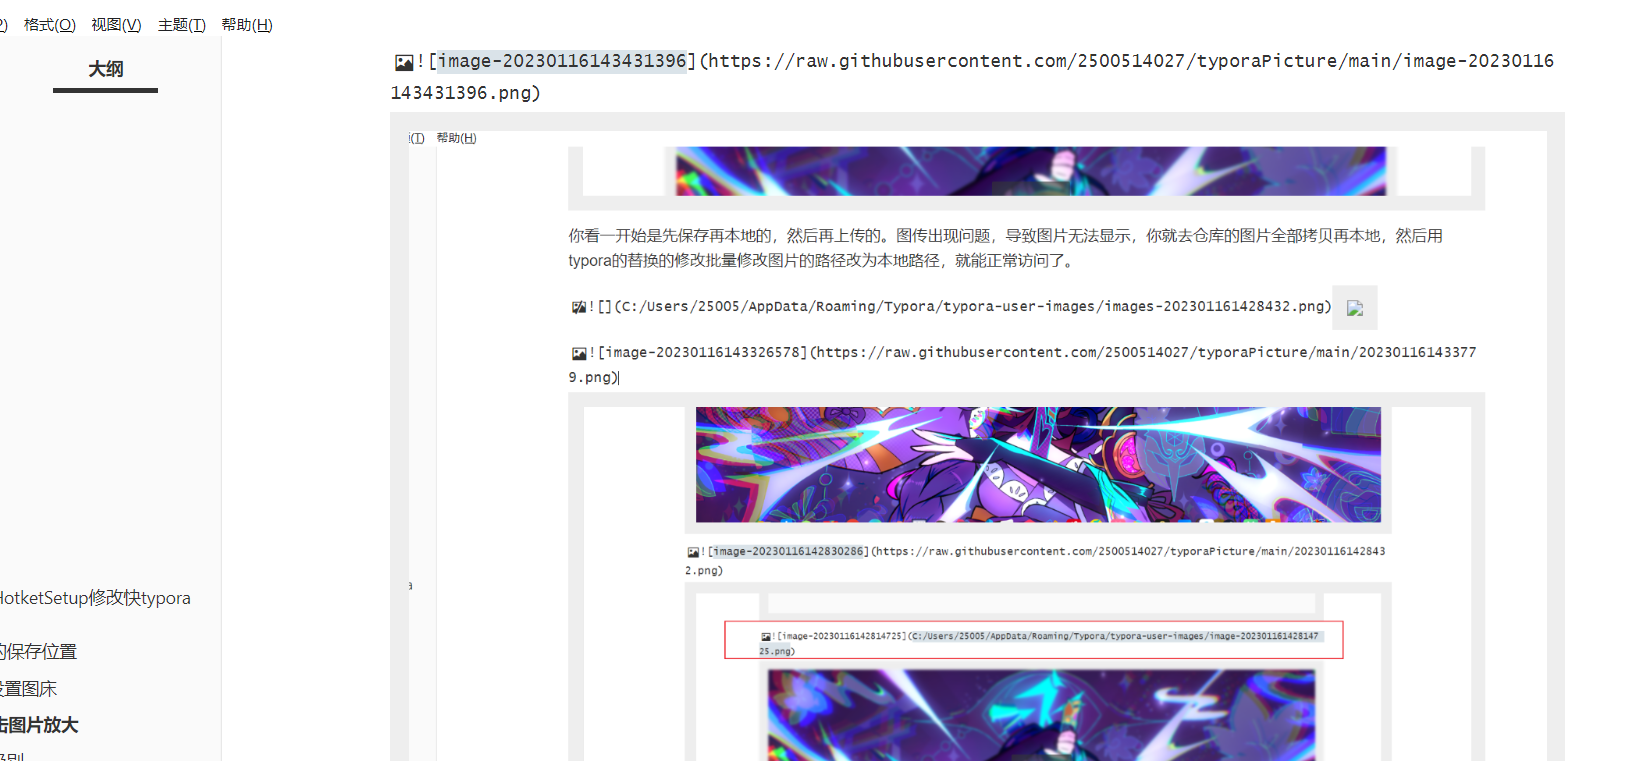 格式(O) 视图(V) 主题(T) 帮助(H)
大纲
HotketSetup修改快typora
的保存位置
设置图床
击图片放大
![image-20230116143431396](https://raw.githubusercontent.com/2500514027/typoraPicture/main/image-20230116
143431396.png)
(T) 帮助(H)
你看一开始是先保存再本地的，然后再上传的。图传出现问题，导致图片无法显示，你就去仓库的图片全部拷贝再本地，然后用
typora的替换的修改批量修改图片的路径改为本地路径，就能正常访问了。
![](C:/Users/25005/AppData/Roaming/Typora/typora-user-images/images-202301161428432.png)
![image-20230116143326578](https://raw.githubusercontent.com/2500514027/typoraPicture/main/2023011614337
9.png)
![image-20230116142830286](https://raw.githubusercontent.com/2500514027/typoraPicture/main/20230116142843
2.png)
![image-20230116142814725](C:/Users/25005/AppData/Roaming/Typora/typora-user-images/image-202301161428147
25.png)